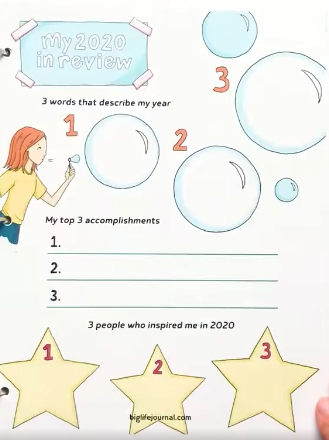 my 2020
in review
3 words that describe my year
1
2
3
My top 3 accomplishments
1.
2.
3.
3 people who inspired me in 2020
1
2
3
biglifejournal.com